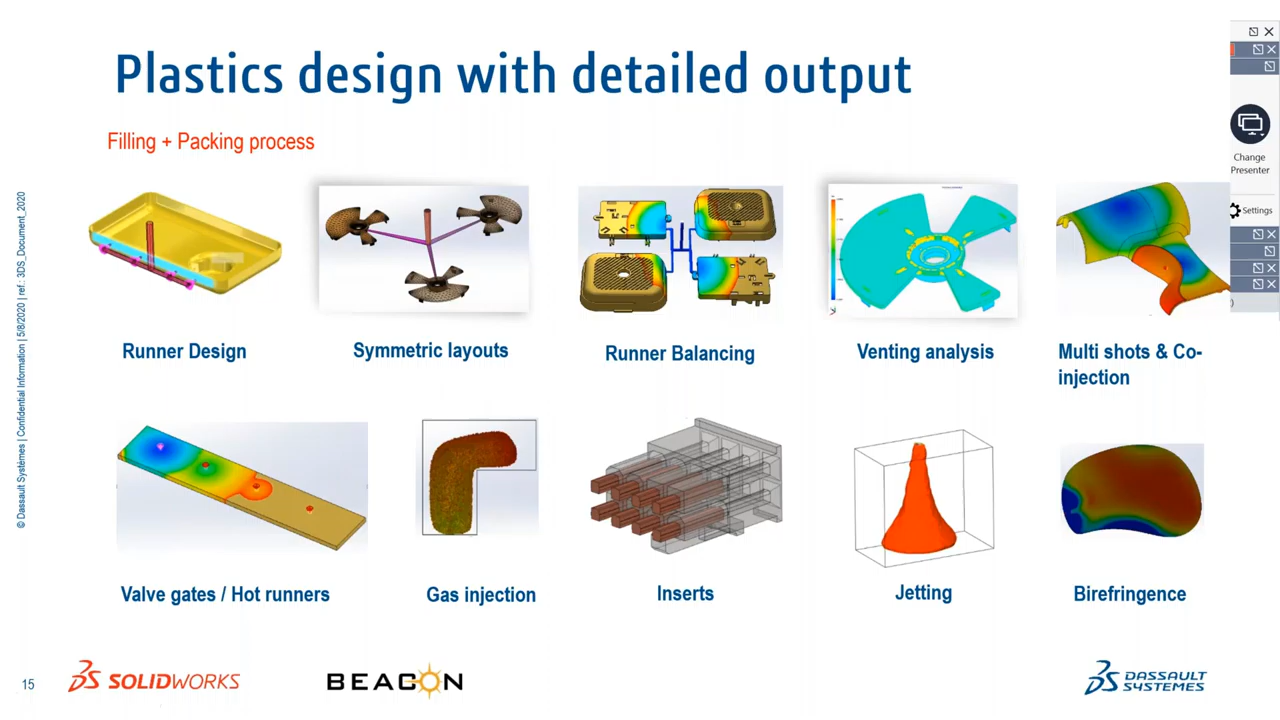 Plastics design with detailed output
Filling + Packing process
Change
Presenter
Settings
Runner Design
Symmetric layouts
Runner Balancing
Venting analysis
Multi shots & Co-
injection
Valve gates / Hot runners
Gas injection
Inserts
Jetting
Birefringence
© Dassault Systèmes | Confidential Information | 5/8/2020 | ref.: 3DS_Document_2020
15
SOLIDWORKS
BEACON
DASSAULT
SYSTEMES